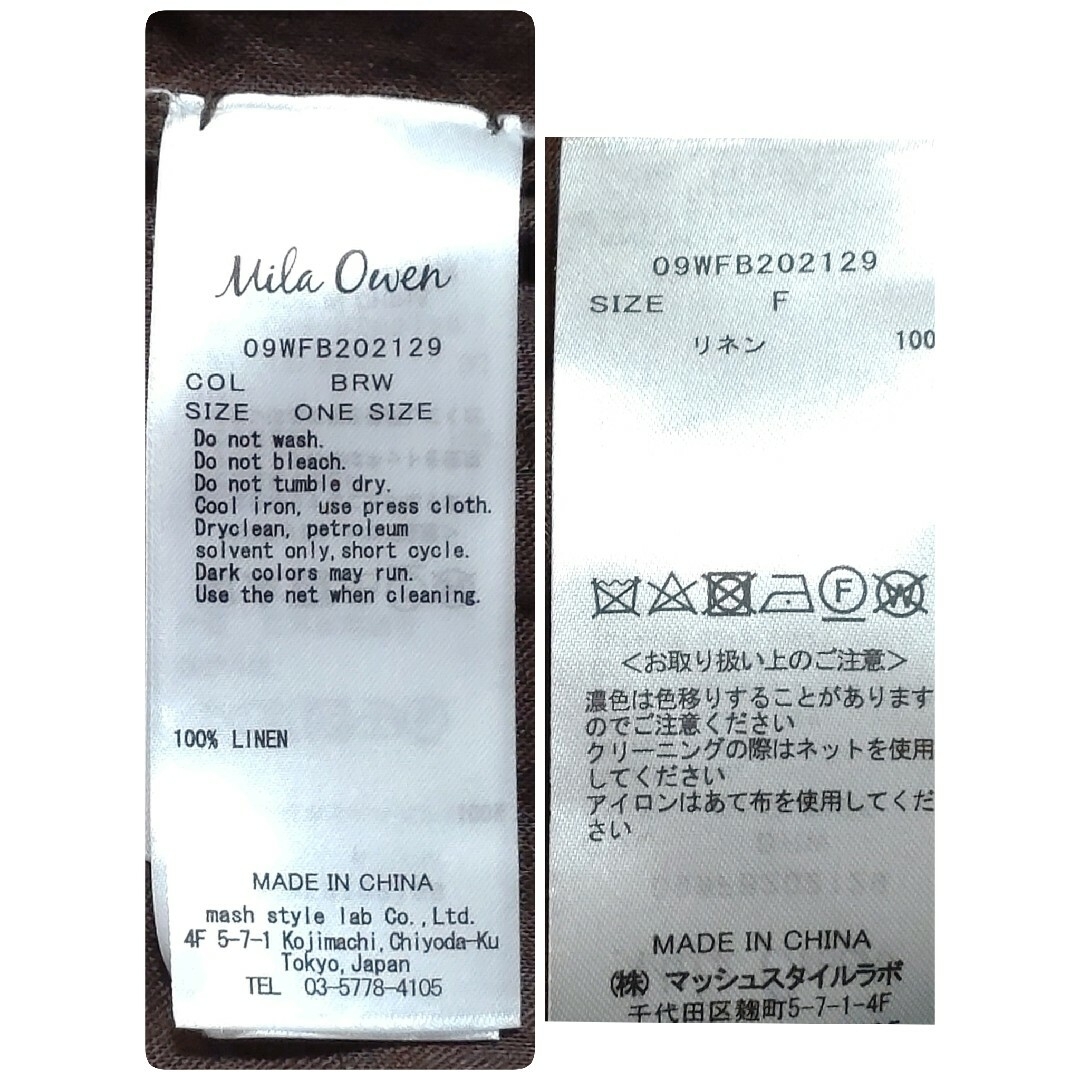 Mila Owen
09WFB202129
COL BRW
SIZE ONE SIZE
Do not wash.
Do not bleach.
Do not tumble dry.
Cool iron, use press cloth.
Dryclean, petroleum
solvent only, short cycle.
Dark colors may run.
Use the net when cleaning.
100% LINEN
MADE IN CHINA
mash style lab Co., Ltd.
4F 5-7-1 Kojimachi, Chiyoda-Ku
Tokyo, Japan
TEL 03-5778-4105
09WFB202129
SIZE F
リネン 100
F W
＜お取り扱い上のご注意＞
濃色は色移りすることがあります
のでご注意ください
クリーニングの際はネットを使用
してください
アイロンはあて布を使用してくだ
さい
MADE IN CHINA
(株) マッシュスタイルラボ
千代田区麹町5-7-1-4F